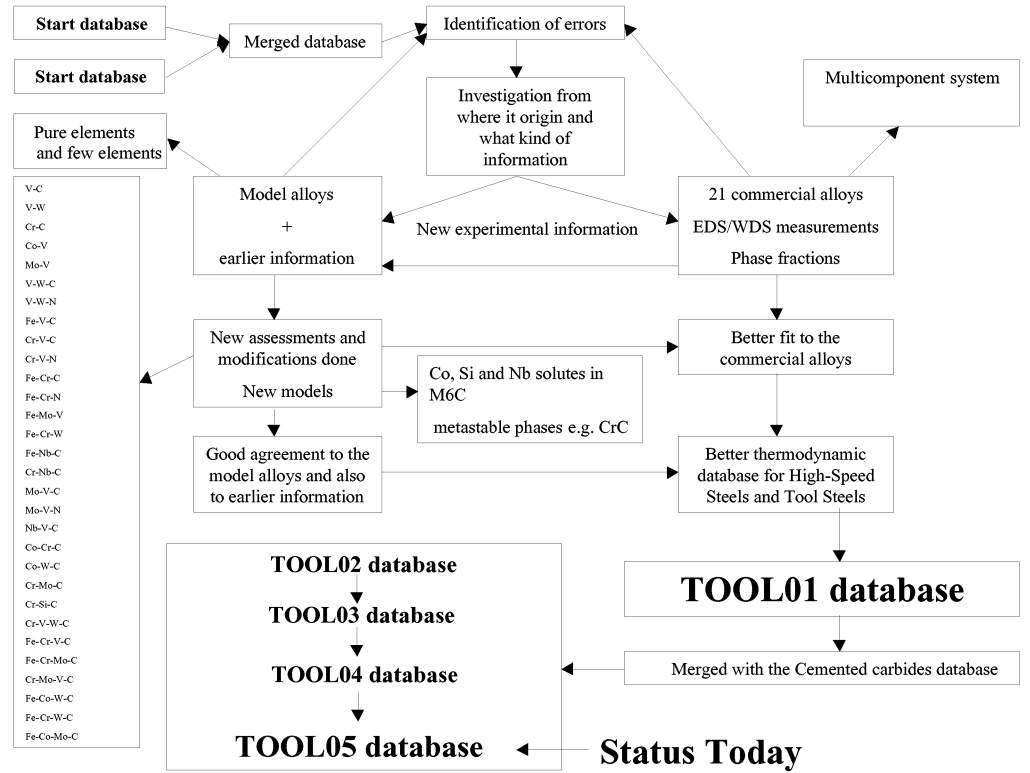 Start database
Start database
Merged database
Identification of errors
Investigation from
where it origin and
what kind of
information
Multicomponent system
Pure elements
and few elements
Model alloys
+
earlier information
New experimental information
21 commercial alloys
EDS/WDS measurements
Phase fractions
V-C
V-W
Cr-C
Co-V
Mo-V
V-W-C
V-W-N
Fe-V-C
Cr-V-C
Cr-V-N
Fe-Cr-C
Fe-Cr-N
Fe-Mo-V
Fe-Cr-W
Fe-Nb-C
Cr-Nb-C
Mo-V-C
Mo-V-N
Nb-V-C
Co-Cr-C
Co-W-C
Cr-Mo-C
Cr-Si-C
Cr-V-W-C
Fe-Cr-V-C
Fe-Cr-Mo-C
Cr-Mo-V-C
Fe-Co-W-C
Fe-Cr-W-C
Fe-Co-Mo-C
New assessments and
modifications done
New models
Better fit to the
commercial alloys
Co, Si and Nb solutes in
M6C
metastable phases e.g. CrC
Good agreement to the
model alloys and also
to earlier information
Better thermodynamic
database for High-Speed
Steels and Tool Steels
TOOL01 database
Merged with the Cemented carbides database
TOOL02 database
TOOL03 database
TOOL04 database
TOOL05 database
Status Today